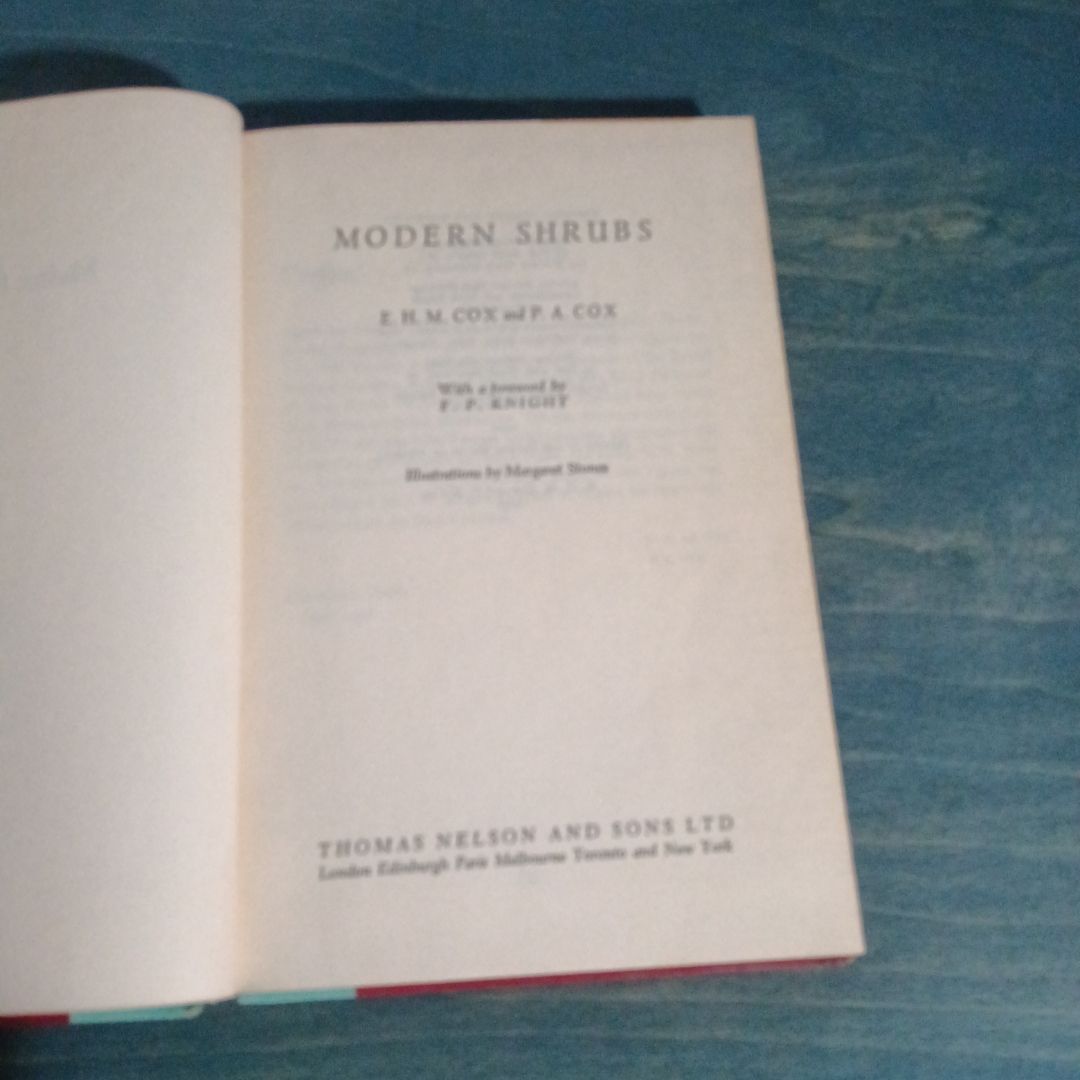 MODERN SHRUBS
E. H. M. COX and P. A. COX
With a foreword by
F. P. KNIGHT
Illustrations by Margaret
THOMAS NELSON AND SONS LTD
London Edinburgh Paris Melbourne Toronto and New York